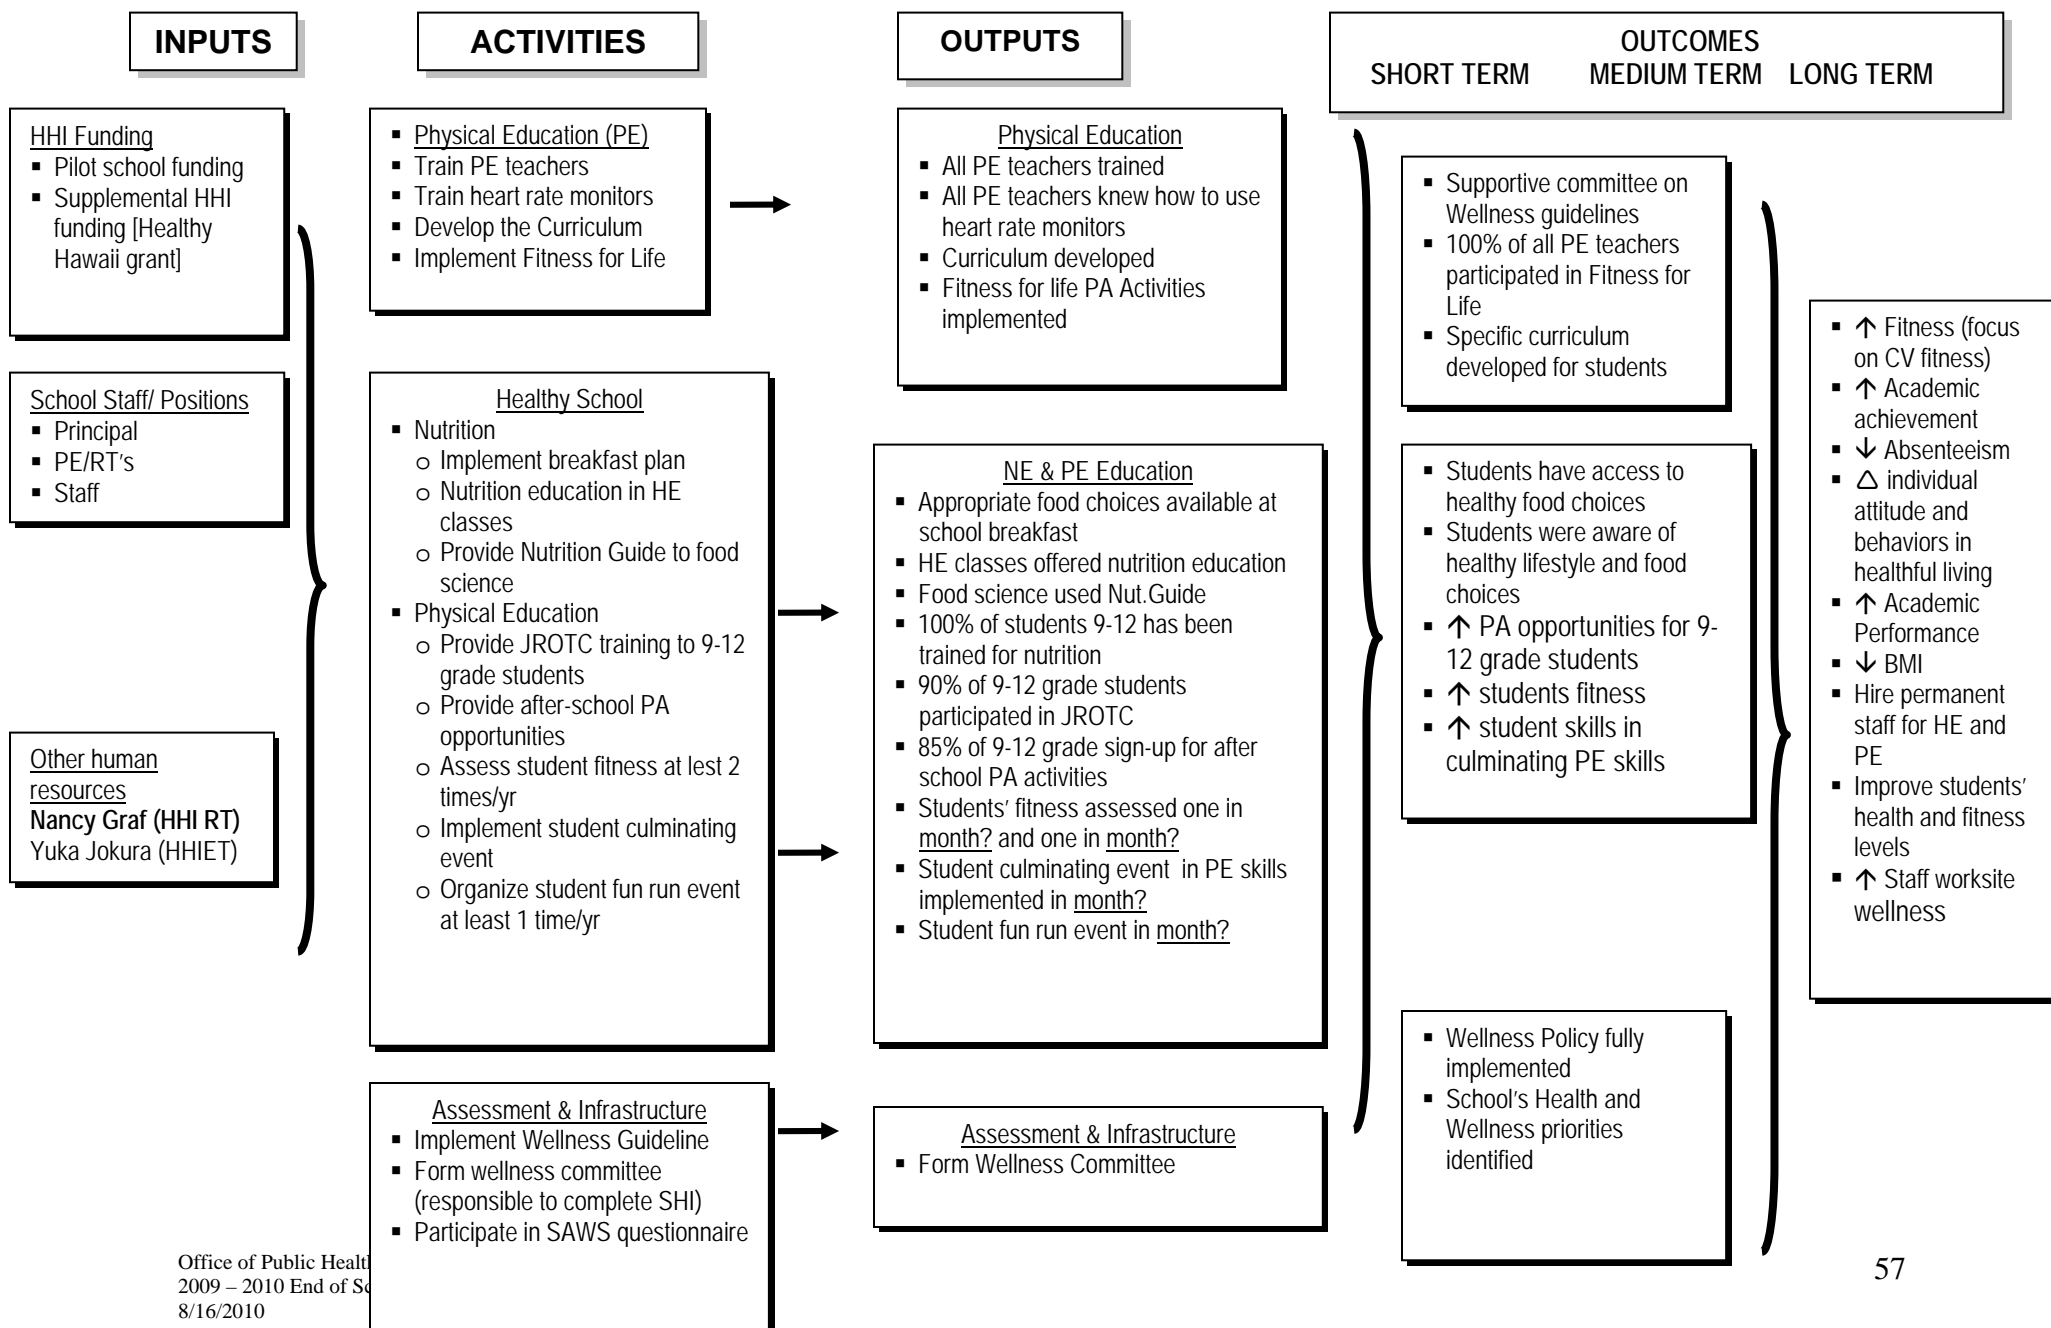 INPUTS
ACTIVITIES
OUTPUTS
OUTCOMES
SHORT TERM MEDIUM TERM LONG TERM
HHI Funding
▪ Pilot school funding
▪ Supplemental HHI
funding [Healthy
Hawaii grant]
School Staff/ Positions
▪ Principal
▪ PE/RT's
▪ Staff
Other human
resources
Nancy Graf (HHI RT)
Yuka Jokura (HHIET)
▪ Physical Education (PE)
▪ Train PE teachers
▪ Train heart rate monitors
▪ Develop the Curriculum
▪ Implement Fitness for Life
Healthy School
▪ Nutrition
o Implement breakfast plan
o Nutrition education in HE
classes
o Provide Nutrition Guide to food
science
▪ Physical Education
o Provide JROTC training to 9-12
grade students
o Provide after-school PA
opportunities
o Assess student fitness at lest 2
times/yr
o Implement student culminating
event
o Organize student fun run event
at least 1 time/yr
Assessment & Infrastructure
▪ Implement Wellness Guideline
▪ Form wellness committee
(responsible to complete SHI)
▪ Participate in SAWS questionnaire
Physical Education
▪ All PE teachers trained
▪ All PE teachers knew how to use
heart rate monitors
▪ Curriculum developed
▪ Fitness for life PA Activities
implemented
NE & PE Education
▪ Appropriate food choices available at
school breakfast
▪ HE classes offered nutrition education
▪ Food science used Nut.Guide
▪ 100% of students 9-12 has been
trained for nutrition
▪ 90% of 9-12 grade students
participated in JROTC
▪ 85% of 9-12 grade sign-up for after
school PA activities
▪ Students' fitness assessed one in
month? and one in month?
▪ Student culminating event in PE skills
implemented in month?
▪ Student fun run event in month?
Assessment & Infrastructure
▪ Form Wellness Committee
▪ Supportive committee on
Wellness guidelines
▪ 100% of all PE teachers
participated in Fitness for
Life
▪ Specific curriculum
developed for students
▪ Students have access to
healthy food choices
▪ Students were aware of
healthy lifestyle and food
choices
▪ ↑ PA opportunities for 9-
12 grade students
▪ ↑ students fitness
▪ ↑ student skills in
culminating PE skills
▪ Wellness Policy fully
implemented
▪ School's Health and
Wellness priorities
identified
▪ ↑ Fitness (focus
on CV fitness)
▪ ↑ Academic
achievement
▪ ↓ Absenteeism
▪ △ individual
attitude and
behaviors in
healthful living
▪ ↑ Academic
Performance
▪ ↓ BMI
▪ Hire permanent
staff for HE and
PE
▪ Improve students'
health and fitness
levels
▪ ↑ Staff worksite
wellness
Office of Public Healt
2009 – 2010 End of Sc
8/16/2010
57